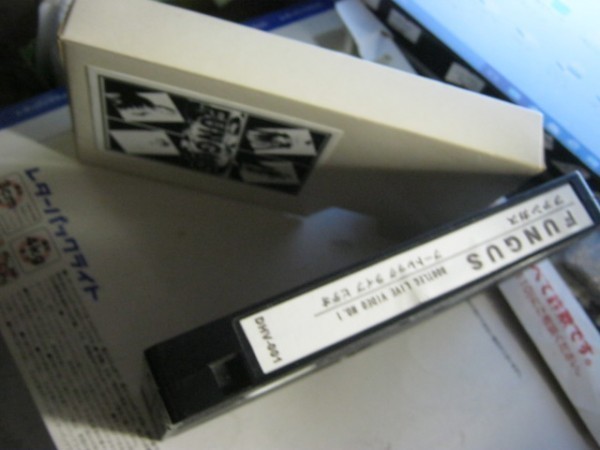 FUNGUS
FUNGUS
ファンガス
ブートレッグ ライブ ビデオ
BOOTLEG LIVE VIDEO NO. 1
DHV-001
レターパックライト